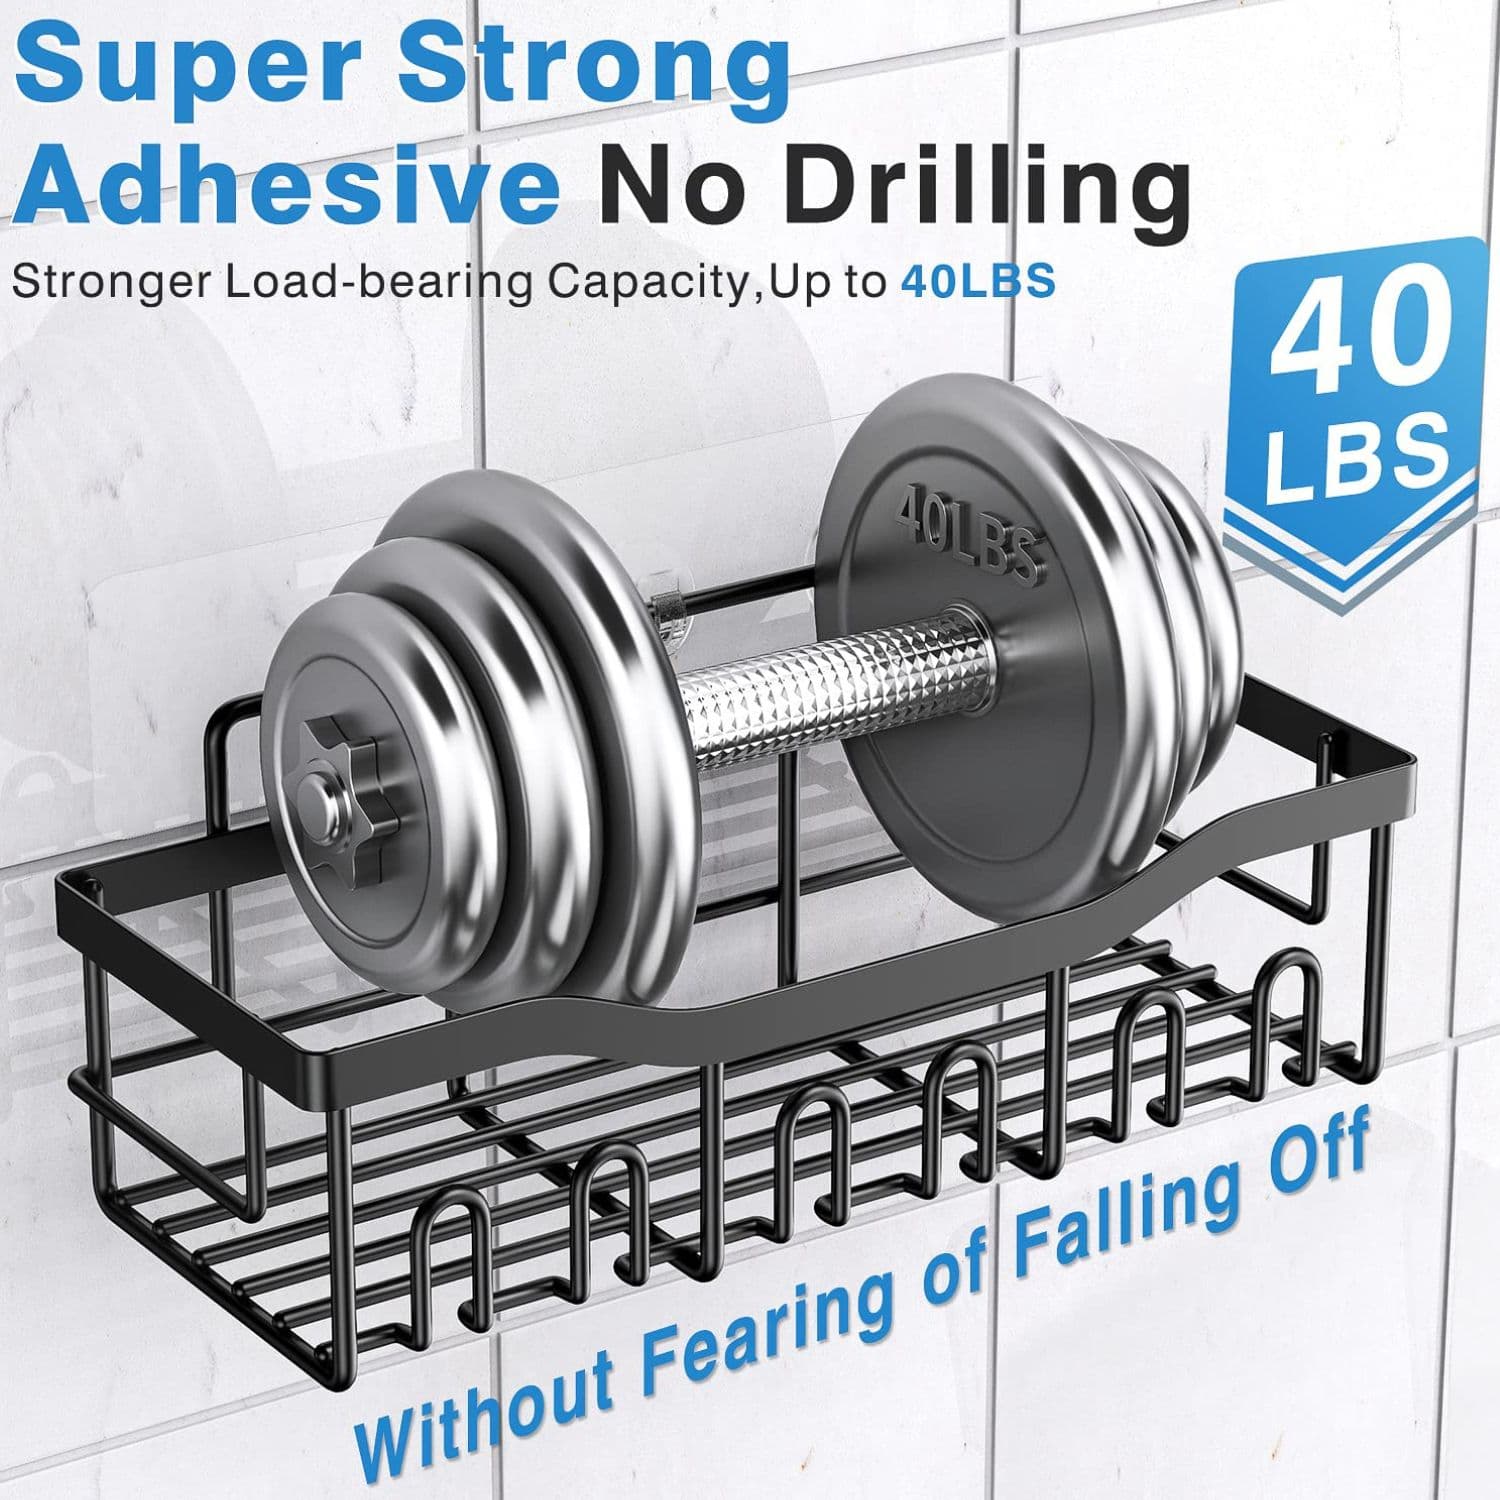 Super Strong
Adhesive No Drilling
Stronger Load-bearing Capacity,Up to 40LBS
40
LBS
40LBS
Without Fearing of Falling Off